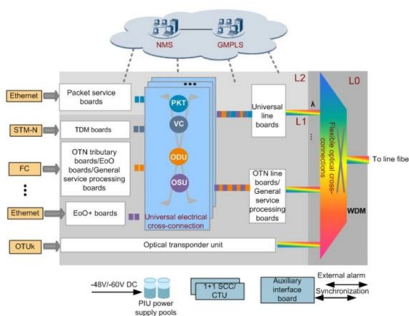 NMS
GMPLS
L2
L0
Ethernet
Packet service
boards
PKT
Universal
line
boards
λ
L1
STM-N
TDM boards
VC
FC
OTN tributary
boards/EoO
boards/General
service processing
boards
ODU
OSU
OTN line
boards/
General
service
processing
boards
Flexible optical cross-
connections
To line fibe
WDM
Ethernet
EoO+ boards
Universal electrical
cross-connection
OTUk
Optical transponder unit
-48V/-60V DC
PIU power
supply pools
1+1 SCC/
CTU
Auxiliary
interface
board
External alarm
Synchronization